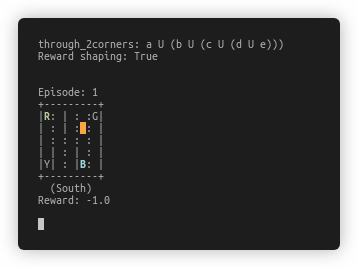 through_2corners: a U (b U (c U (d U e)))
Reward shaping: True
Episode: 1
+---------+
|R: | : :G|
| : | : : |
| : : : : |
| | : | : |
|Y| : |B: |
+---------+
(South)
Reward: -1.0